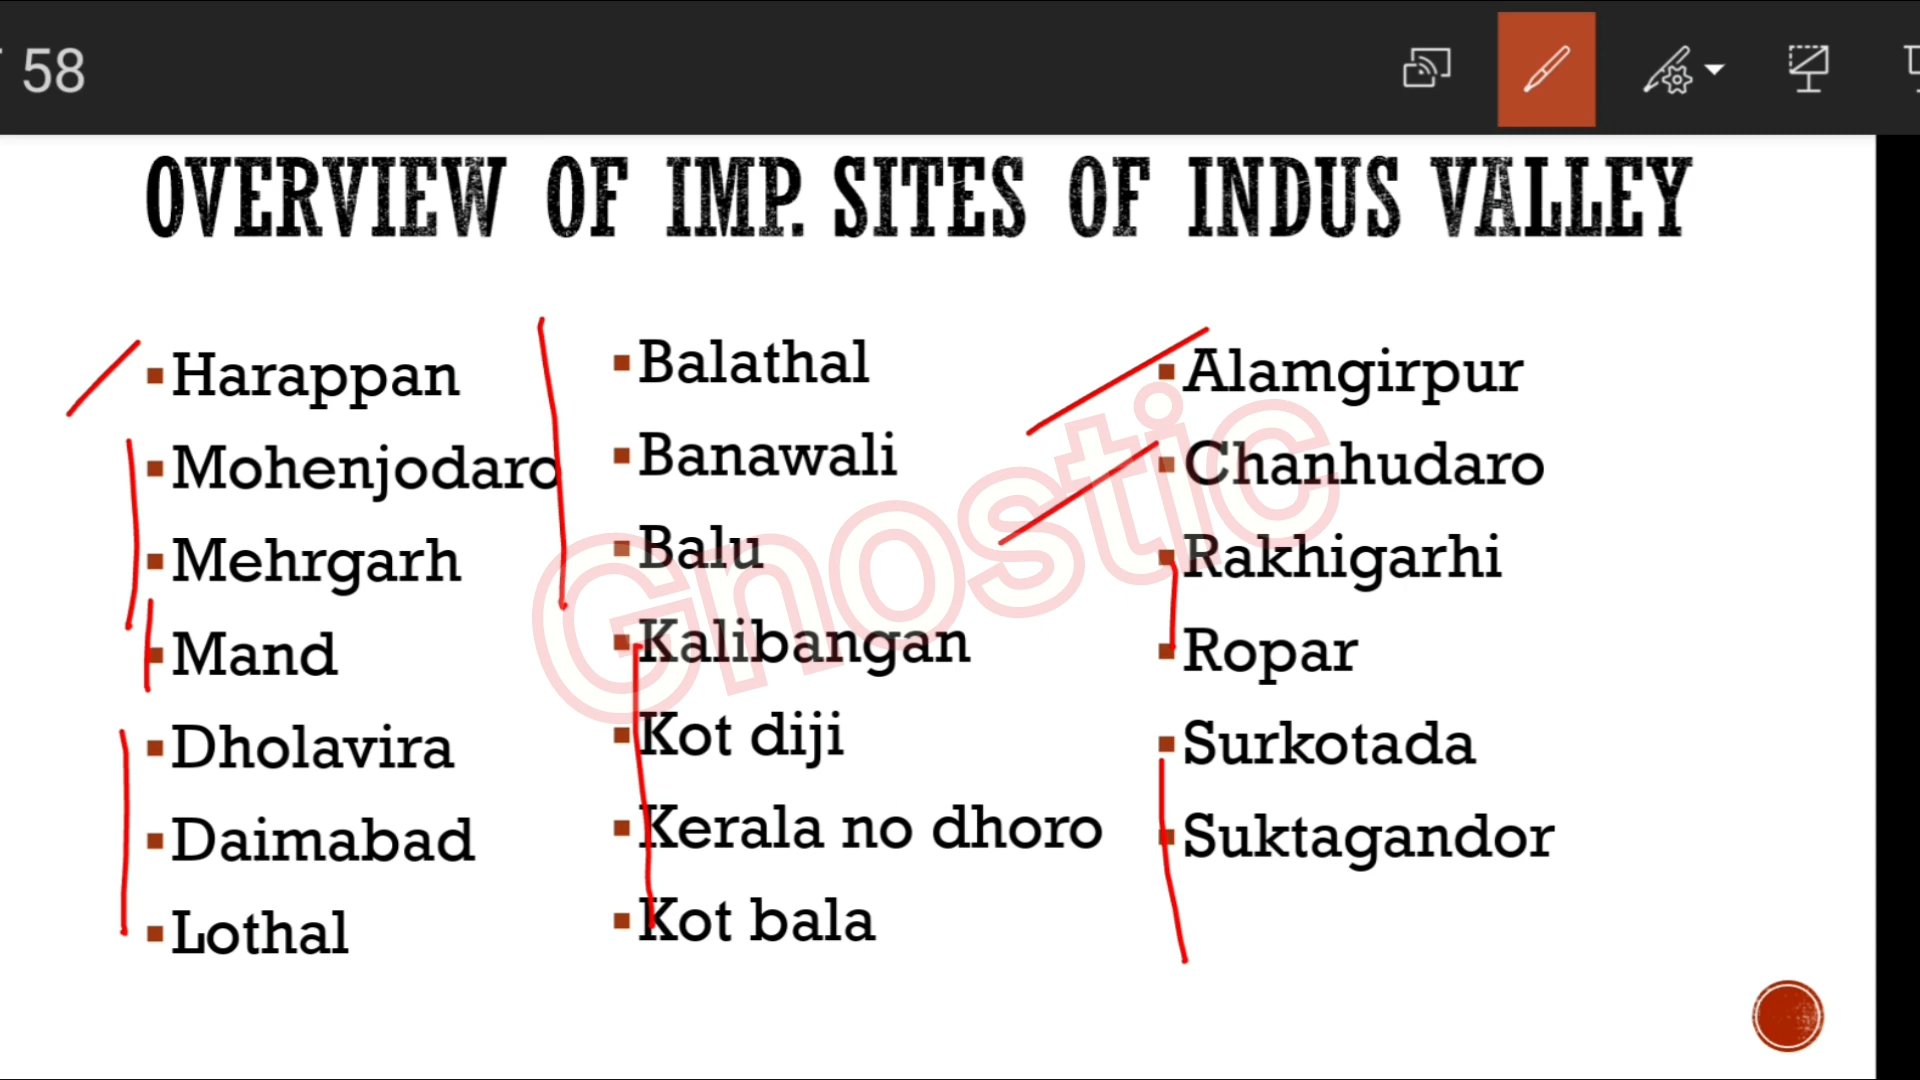 58
OVERVIEW OF IMP. SITES OF INDUS VALLEY
Harappan
Mohenjodaro
Mehrgarh
Mand
Dholavira
Daimabad
Lothal
Balathal
Banawali
Balu
Kalibangan
Kot diji
Kerala no dhoro
Kot bala
Alamgirpur
Chanhudaro
Rakhigarhi
Ropar
Surkotada
Suktagandor
Gnostic